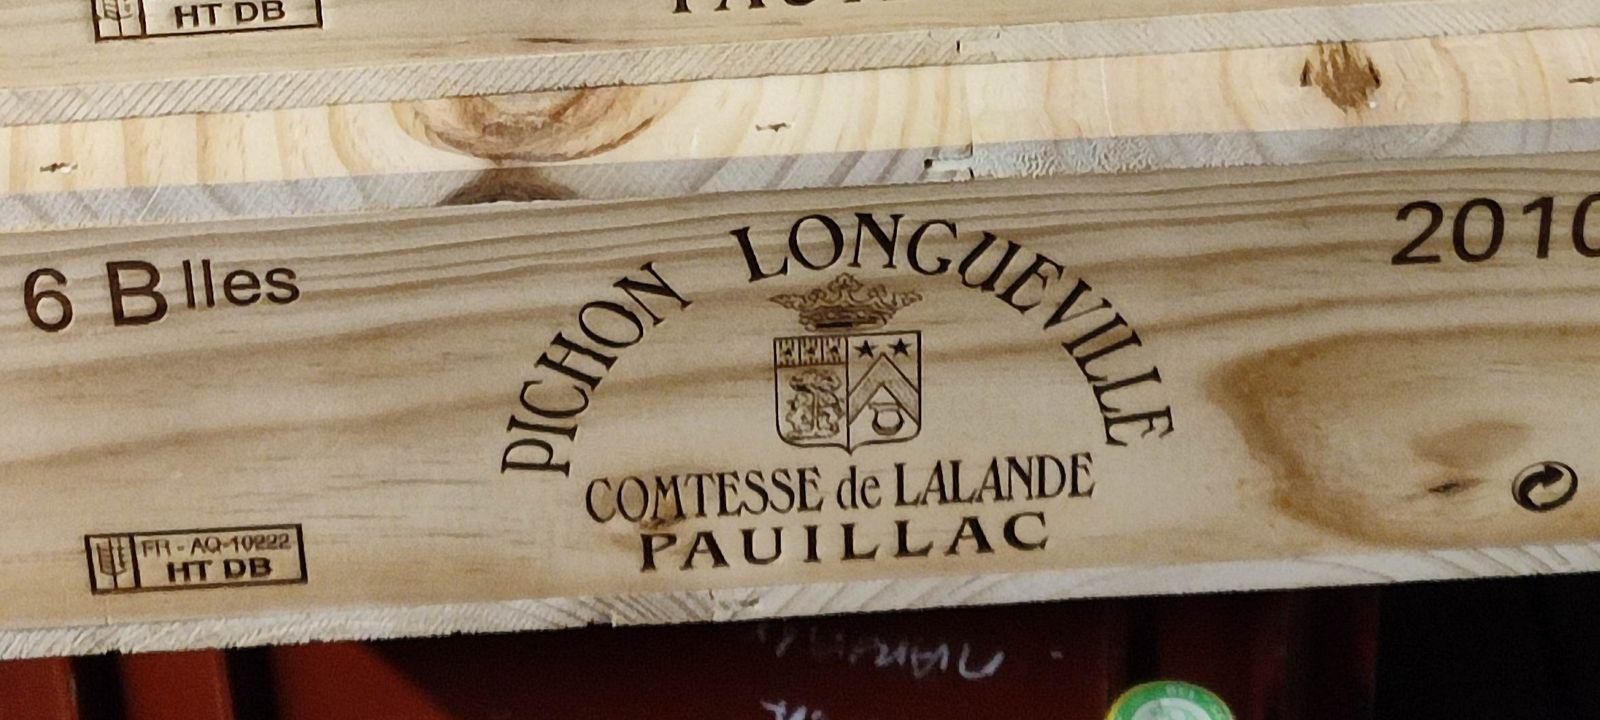 HT DB
6 Blles
PICHON LONGUEVILLE
2010
COMTESSE de LALANDE
PAUILLAC
FR - AQ-10222
HT DB